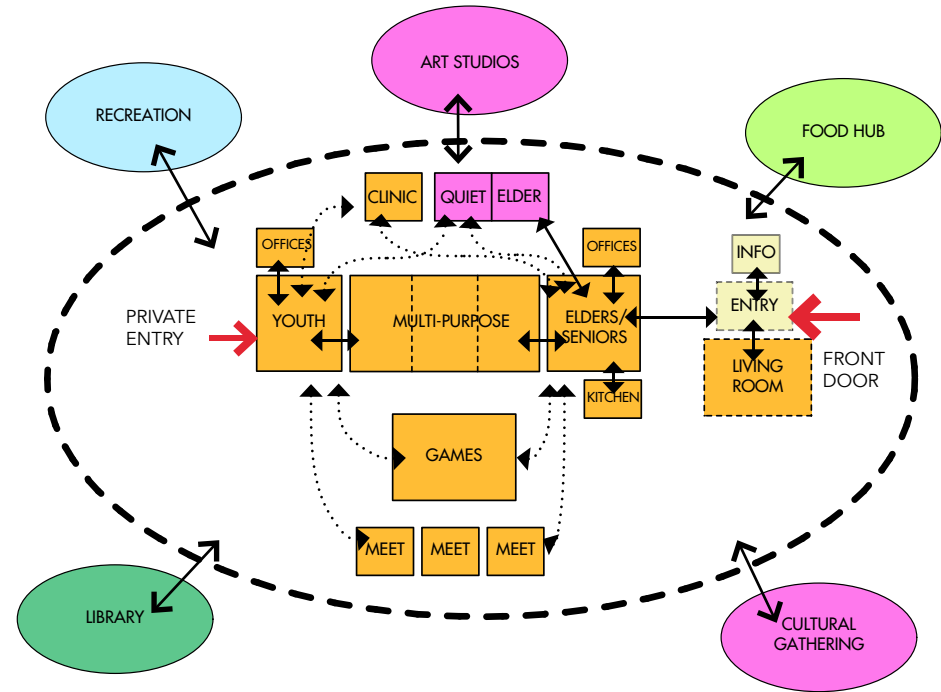 ART STUDIOS
RECREATION
FOOD HUB
CLINIC
QUIET
ELDER
OFFICES
OFFICES
INFO
ENTRY
PRIVATE
ENTRY
YOUTH
MULTI-PURPOSE
ELDERS/
SENIORS
LIVING
ROOM
FRONT
DOOR
KITCHEN
GAMES
MEET
MEET
MEET
LIBRARY
CULTURAL
GATHERING